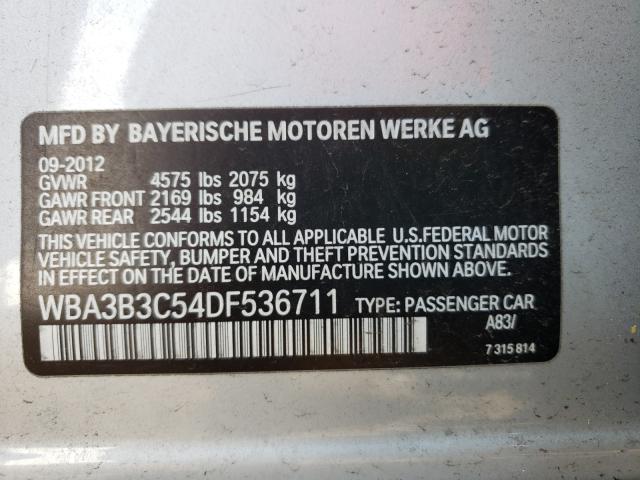 MFD BY BAYERISCHE MOTOREN WERKE AG
09-2012
GVWR 4575 lbs 2075 kg
GAWR FRONT 2169 lbs 984 kg
GAWR REAR 2544 lbs 1154 kg
THIS VEHICLE CONFORMS TO ALL APPLICABLE U.S.FEDERAL MOTOR
VEHICLE SAFETY, BUMPER AND THEFT PREVENTION STANDARDS
IN EFFECT ON THE DATE OF MANUFACTURE SHOWN ABOVE.
WBA3B3C54DF536711 TYPE: PASSENGER CAR
A83/
7 315 814